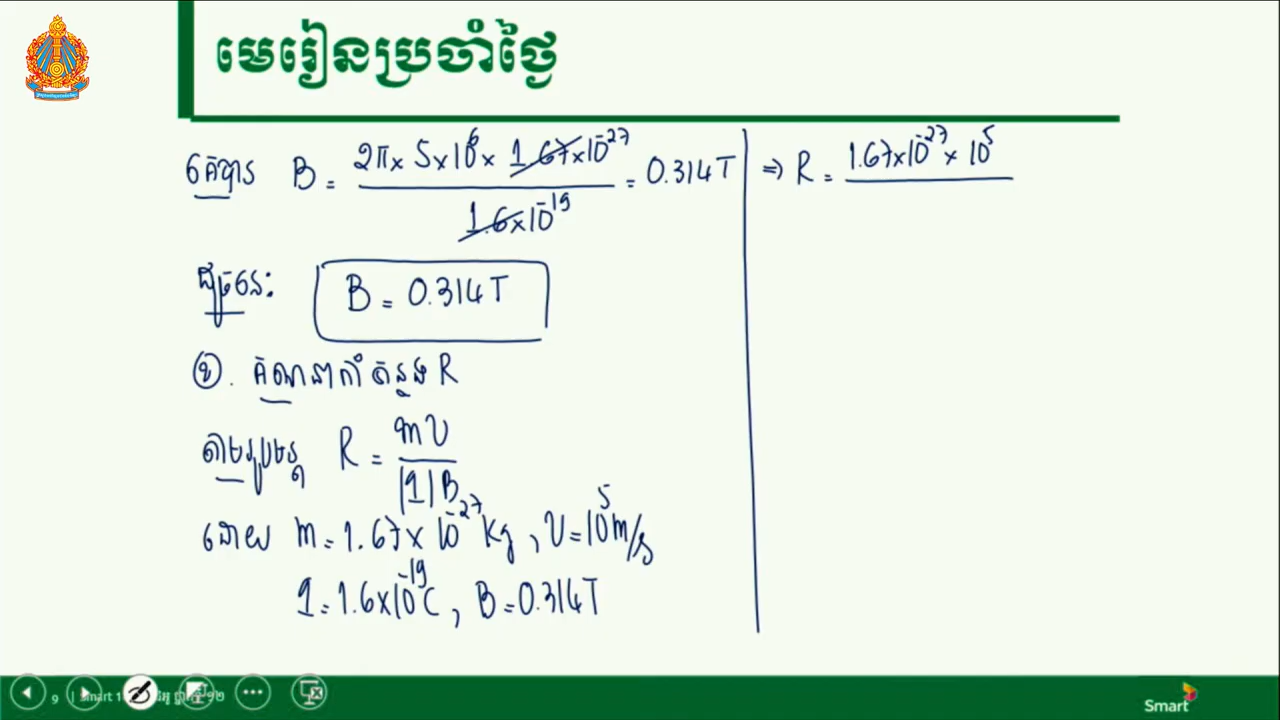 មេរៀនប្រចាំថ្ងៃ
គេបាន B = 2π × 5×10⁶ × 1.67×10⁻²⁷ / 1.6×10⁻¹⁹ = 0.314T
ដូចនេះ: B = 0.314T
ខ. គណនាកាំគន្លង R
តាមរូបមន្ត R = mv / |q|B
ដោយ m = 1.67×10⁻²⁷ kg , v = 10⁵ m/s
q = 1.6×10⁻¹⁹ C , B = 0.314T
⇒ R = 1.67×10⁻²⁷ × 10⁵
9 | Smart
Smart